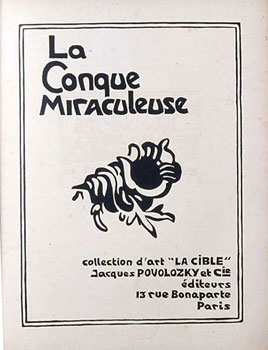 La
Conque
Miraculeuse
collection d'art "LA CIBLE"
Jacques POVOLOZKY et Cie
éditeurs
13 rue Bonaparte
Paris